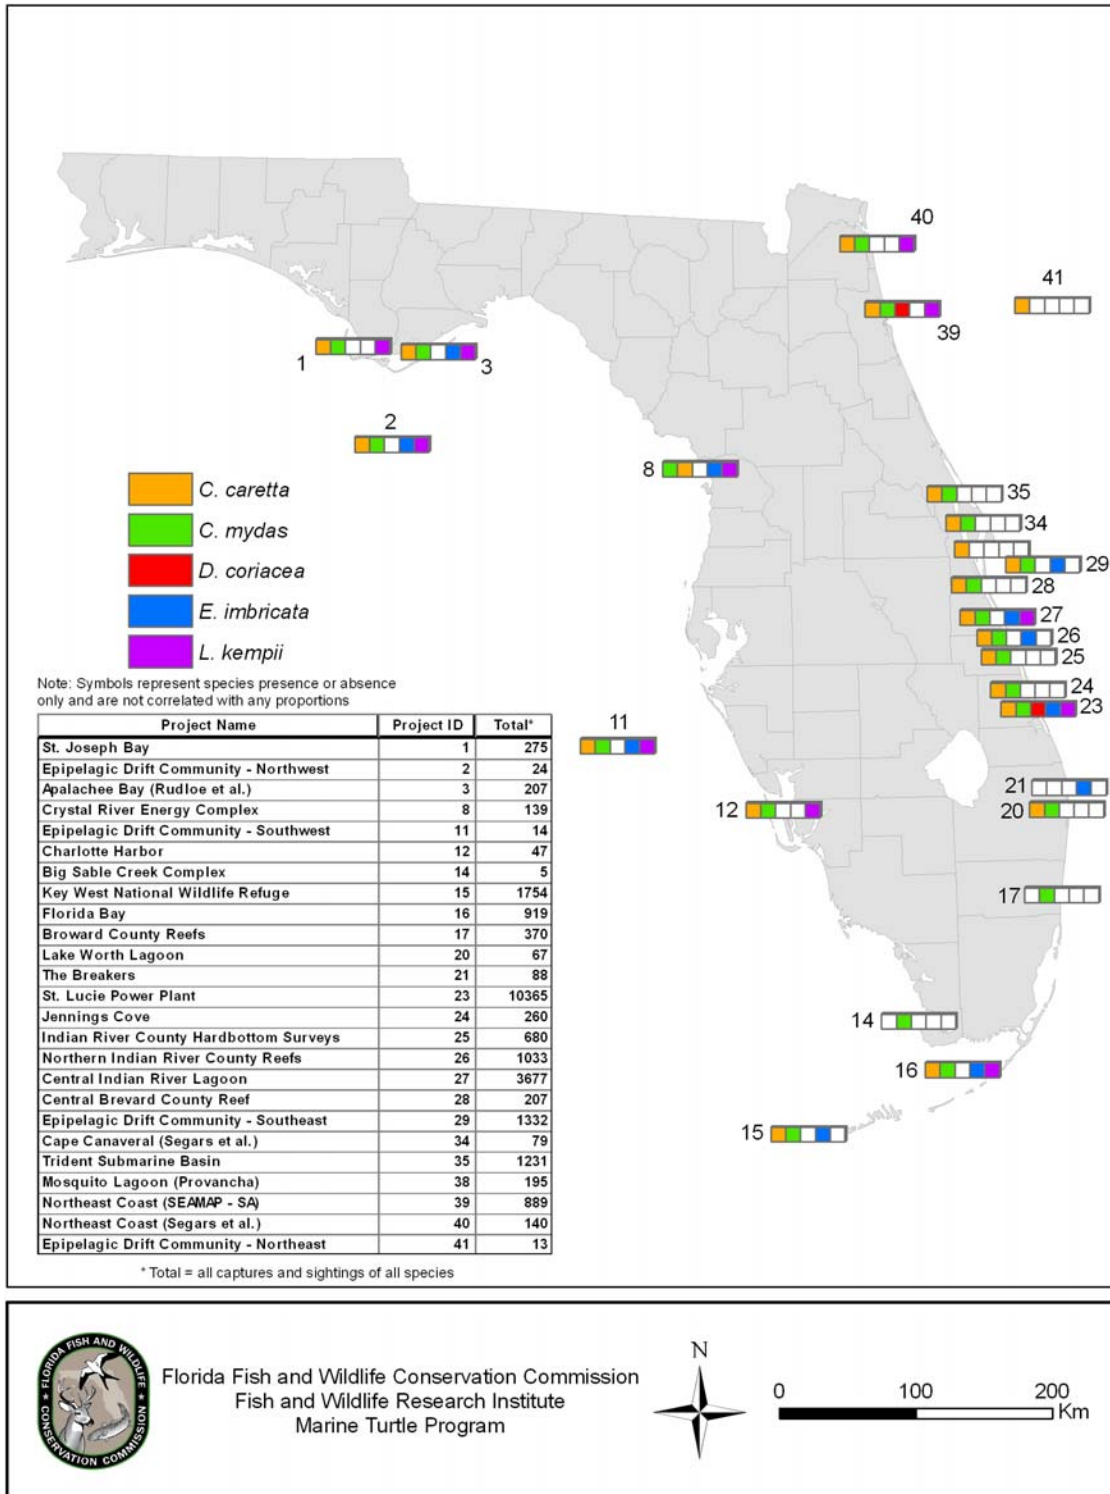 40
41
39
1
3
2
8
35
34
29
28
27
26
25
24
23
21
20
11
12
17
14
16
15
C. caretta
C. mydas
D. coriacea
E. imbricata
L. kempii
Note: Symbols represent species presence or absence
only and are not correlated with any proportions
Project Name Project ID Total*
St. Joseph Bay 1 275
Epipelagic Drift Community - Northwest 2 24
Apalachee Bay (Rudloe et al.) 3 207
Crystal River Energy Complex 8 139
Epipelagic Drift Community - Southwest 11 14
Charlotte Harbor 12 47
Big Sable Creek Complex 14 5
Key West National Wildlife Refuge 15 1754
Florida Bay 16 919
Broward County Reefs 17 370
Lake Worth Lagoon 20 67
The Breakers 21 88
St. Lucie Power Plant 23 10365
Jennings Cove 24 260
Indian River County Hardbottom Surveys 25 680
Northern Indian River County Reefs 26 1033
Central Indian River Lagoon 27 3677
Central Brevard County Reef 28 207
Epipelagic Drift Community - Southeast 29 1332
Cape Canaveral (Segars et al.) 34 79
Trident Submarine Basin 35 1231
Mosquito Lagoon (Provancha) 38 195
Northeast Coast (SEAMAP - SA) 39 889
Northeast Coast (Segars et al.) 40 140
Epipelagic Drift Community - Northeast 41 13
* Total = all captures and sightings of all species
FLORIDA FISH AND WILDLIFE
CONSERVATION COMMISSION
Florida Fish and Wildlife Conservation Commission
Fish and Wildlife Research Institute
Marine Turtle Program
N
0 100 200
Km